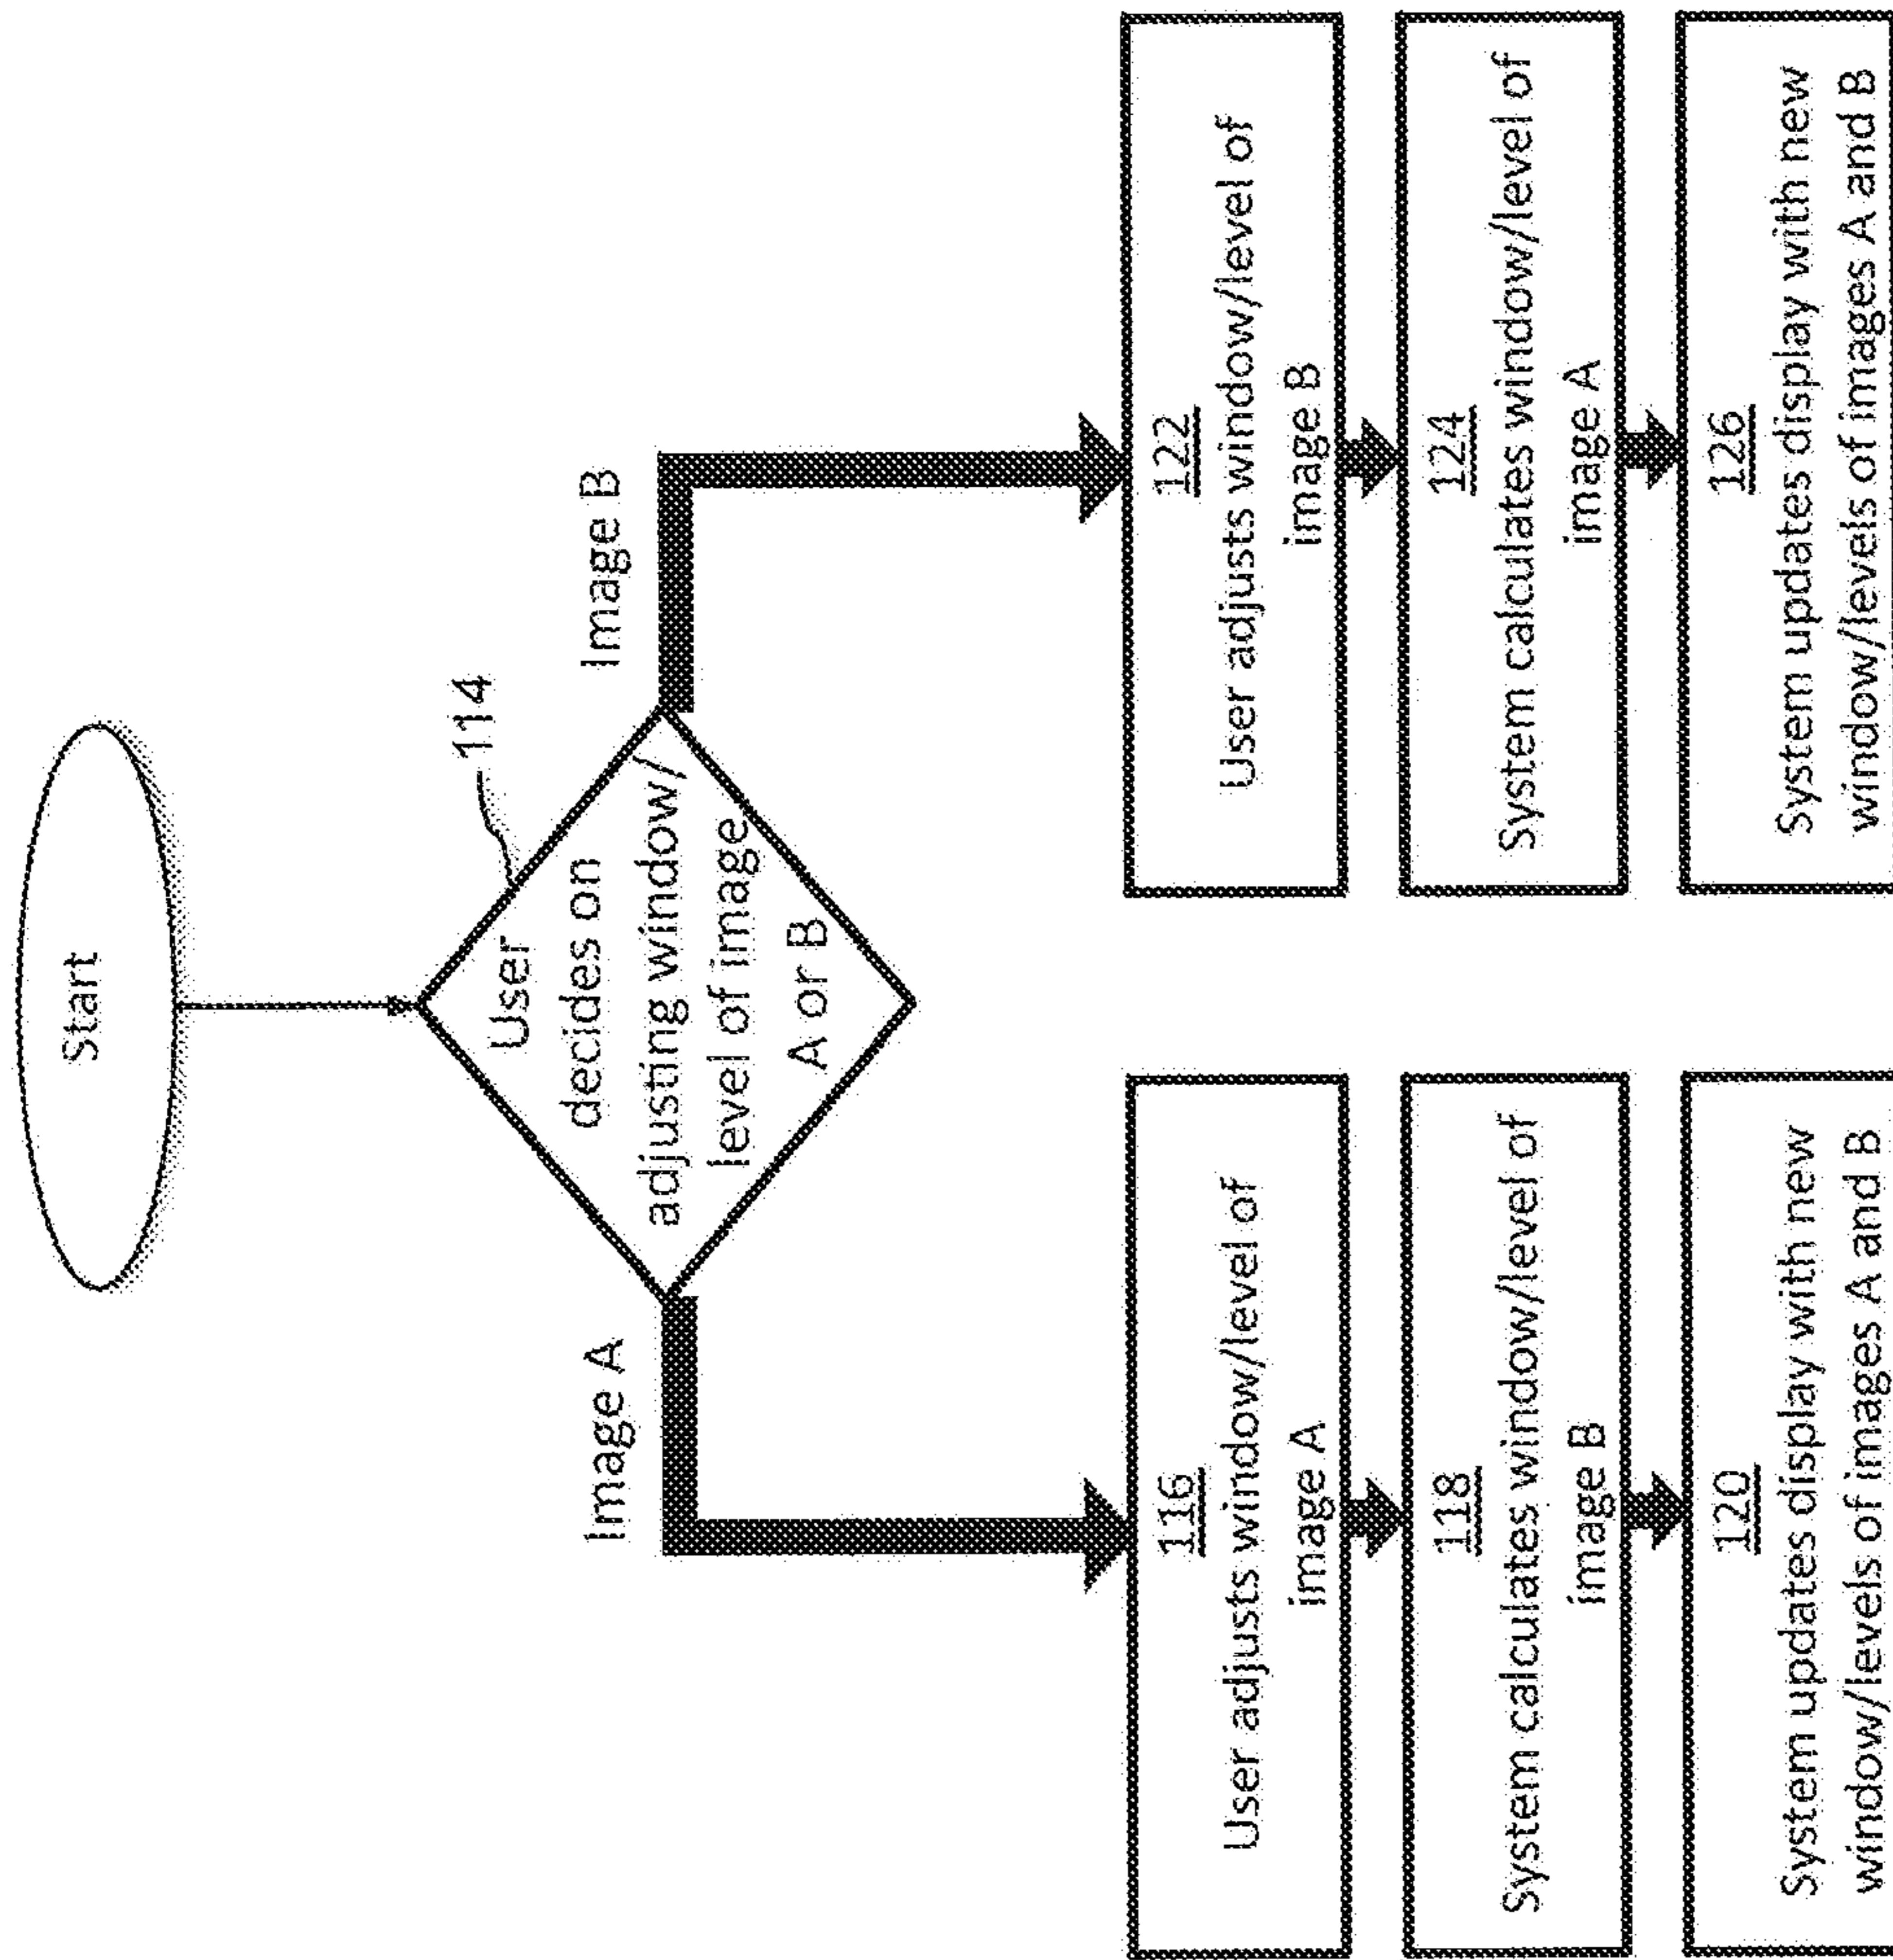 Start
114
User
decides on
adjusting window/
level of image
A or B
Image A
Image B
116
User adjusts window/level of
image A
118
System calculates window/level of
image B
120
System updates display with new
window/levels of images A and B
122
User adjusts window/level of
image B
124
System calculates window/level of
image A
126
System updates display with new
window/levels of images A and B